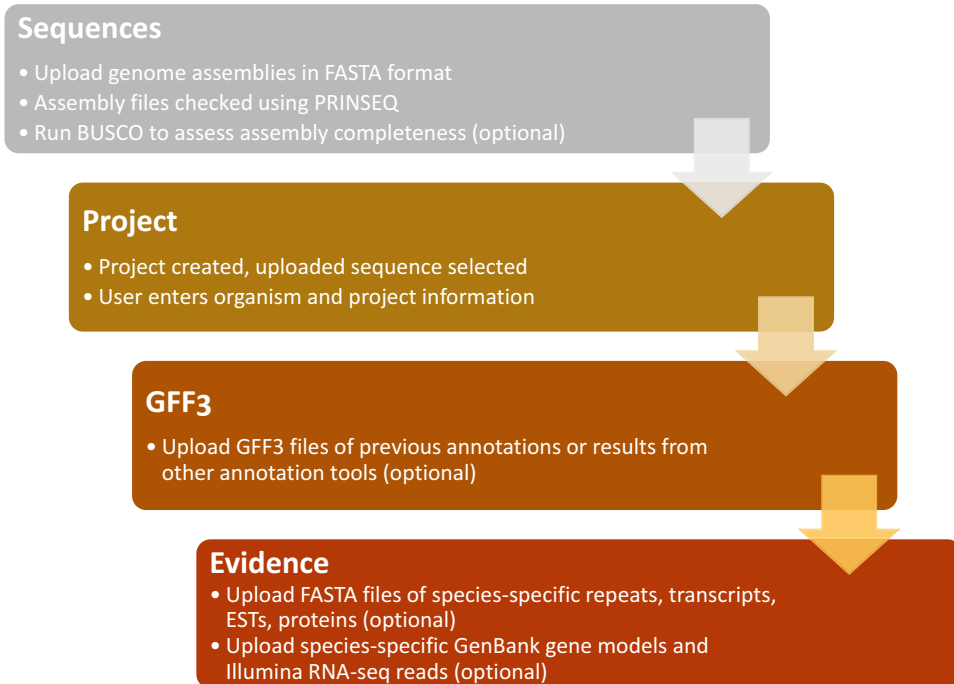 Sequences
• Upload genome assemblies in FASTA format
• Assembly files checked using PRINSEQ
• Run BUSCO to assess assembly completeness (optional)
Project
• Project created, uploaded sequence selected
• User enters organism and project information
GFF3
• Upload GFF3 files of previous annotations or results from
other annotation tools (optional)
Evidence
• Upload FASTA files of species-specific repeats, transcripts,
ESTs, proteins (optional)
• Upload species-specific GenBank gene models and
Illumina RNA-seq reads (optional)